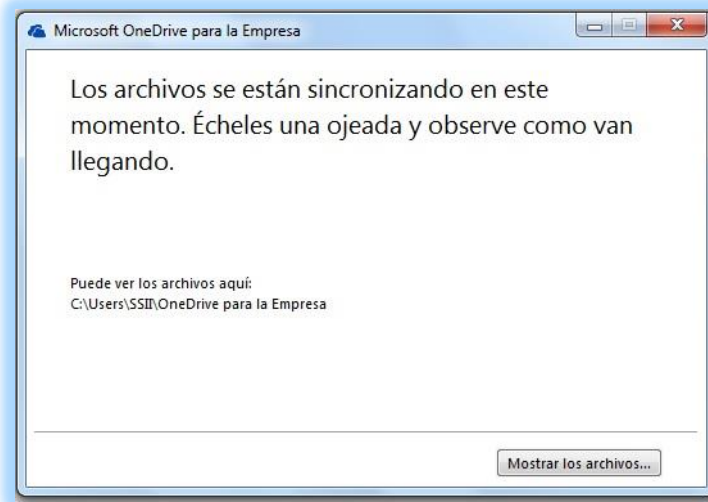 Microsoft OneDrive para la Empresa
Los archivos se están sincronizando en este
momento. Écheles una ojeada y observe como van
llegando.
Puede ver los archivos aquí:
C:\Users\SSII\OneDrive para la Empresa
Mostrar los archivos...